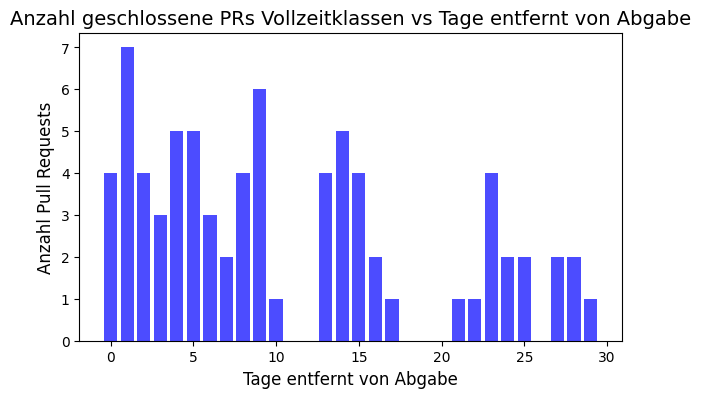 Anzahl geschlossene PRs Vollzeitklassen vs Tage entfernt von Abgabe
7
6
5
4
3
2
1
0
Anzahl Pull Requests
0 5 10 15 20 25 30
Tage entfernt von Abgabe